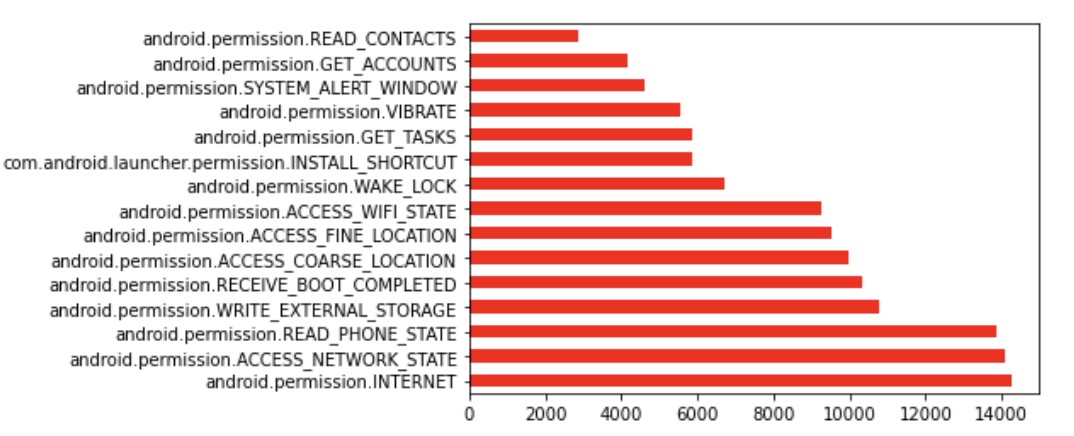 android.permission.READ_CONTACTS
android.permission.GET_ACCOUNTS
android.permission.SYSTEM_ALERT_WINDOW
android.permission.VIBRATE
android.permission.GET_TASKS
com.android.launcher.permission.INSTALL_SHORTCUT
android.permission.WAKE_LOCK
android.permission.ACCESS_WIFI_STATE
android.permission.ACCESS_FINE_LOCATION
android.permission.ACCESS_COARSE_LOCATION
android.permission.RECEIVE_BOOT_COMPLETED
android.permission.WRITE_EXTERNAL_STORAGE
android.permission.READ_PHONE_STATE
android.permission.ACCESS_NETWORK_STATE
android.permission.INTERNET
0 2000 4000 6000 8000 10000 12000 14000